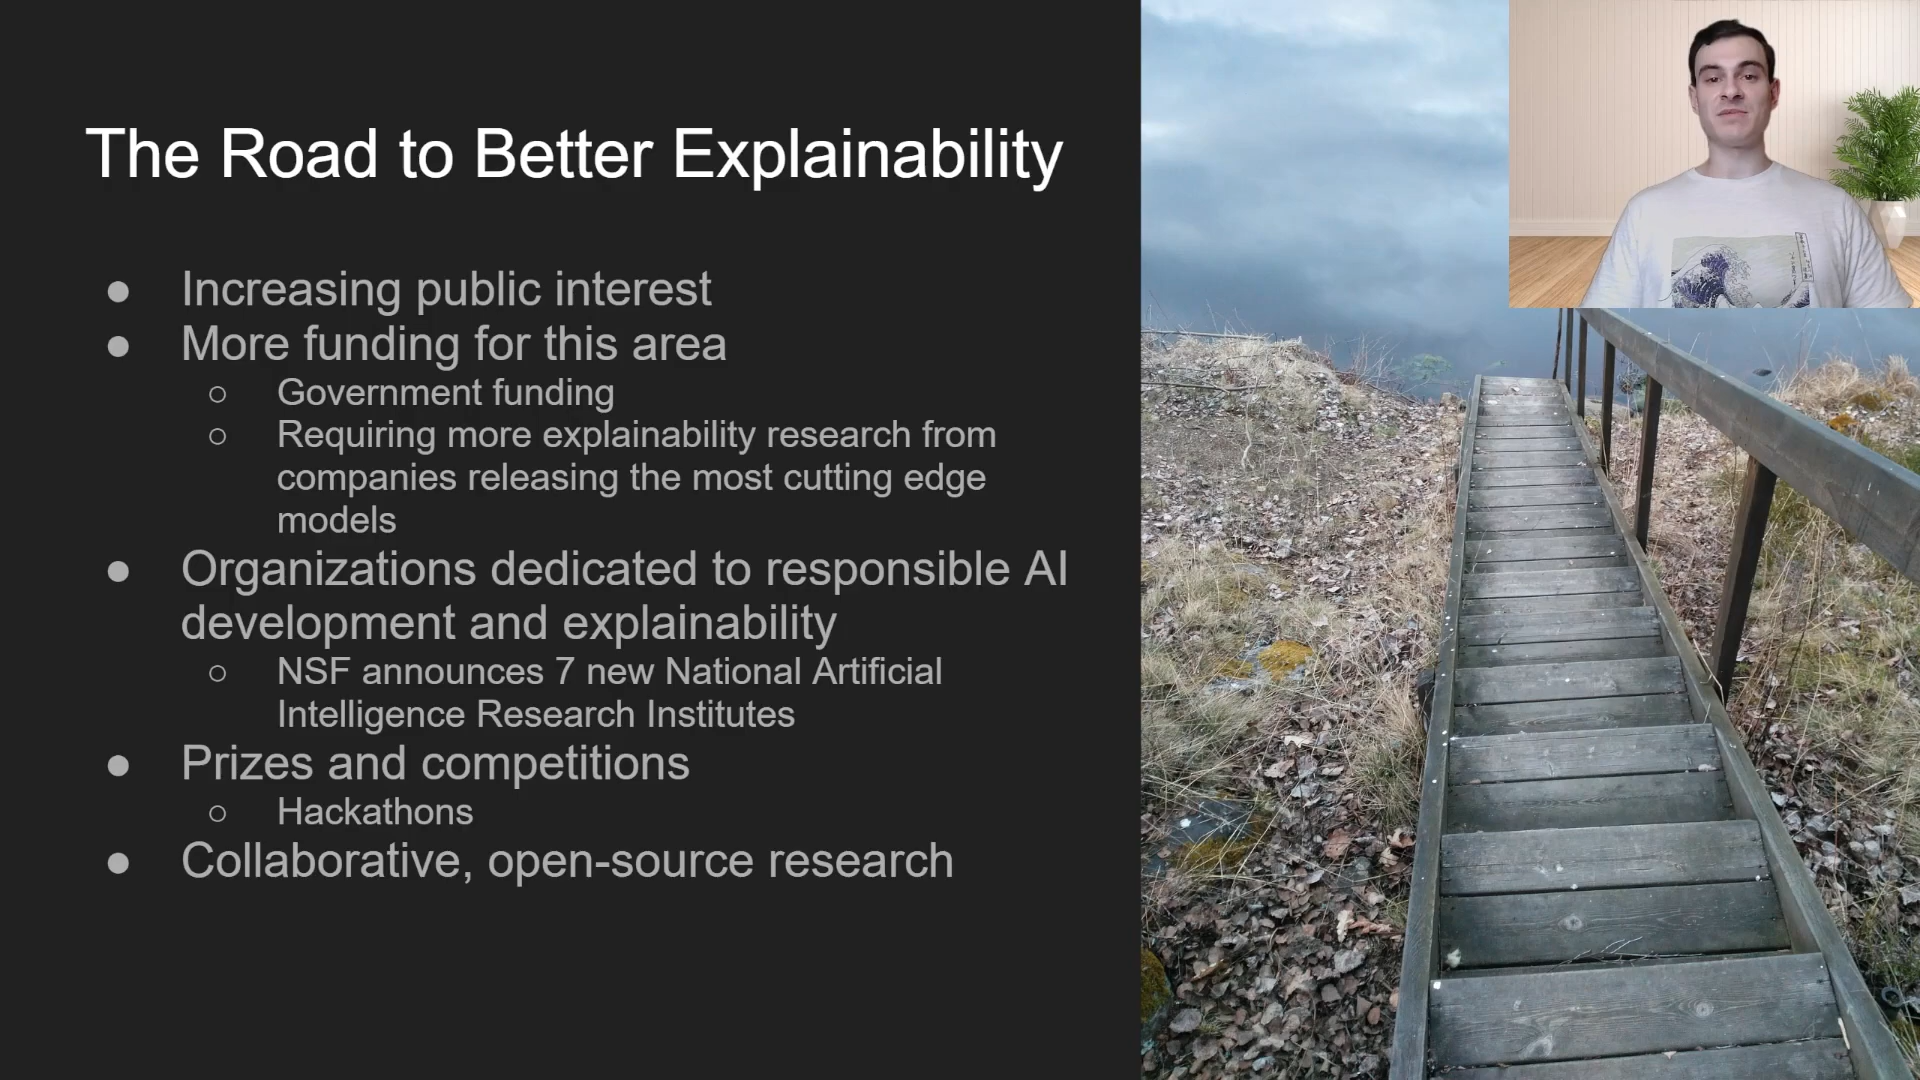 The Road to Better Explainability
● Increasing public interest
● More funding for this area
○ Government funding
○ Requiring more explainability research from
companies releasing the most cutting edge
models
● Organizations dedicated to responsible AI
development and explainability
○ NSF announces 7 new National Artificial
Intelligence Research Institutes
● Prizes and competitions
○ Hackathons
● Collaborative, open-source research